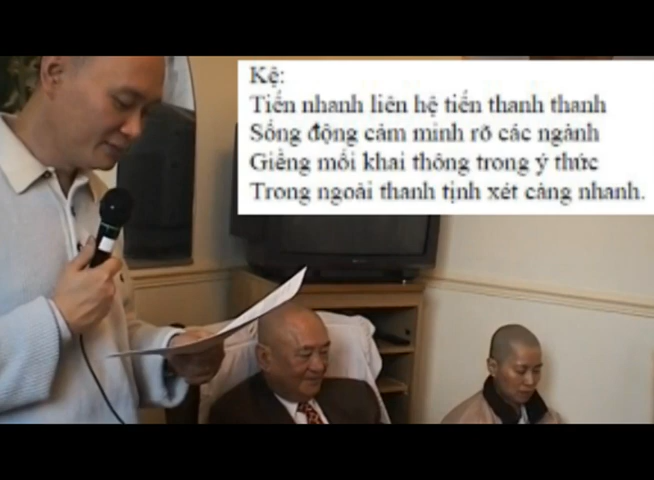 Kệ:
Tiến nhanh liên hệ tiến thanh thanh
Sống động cảm minh rõ các ngành
Giềng mối khai thông trong ý thức
Trong ngoài thanh tịnh xét càng nhanh.